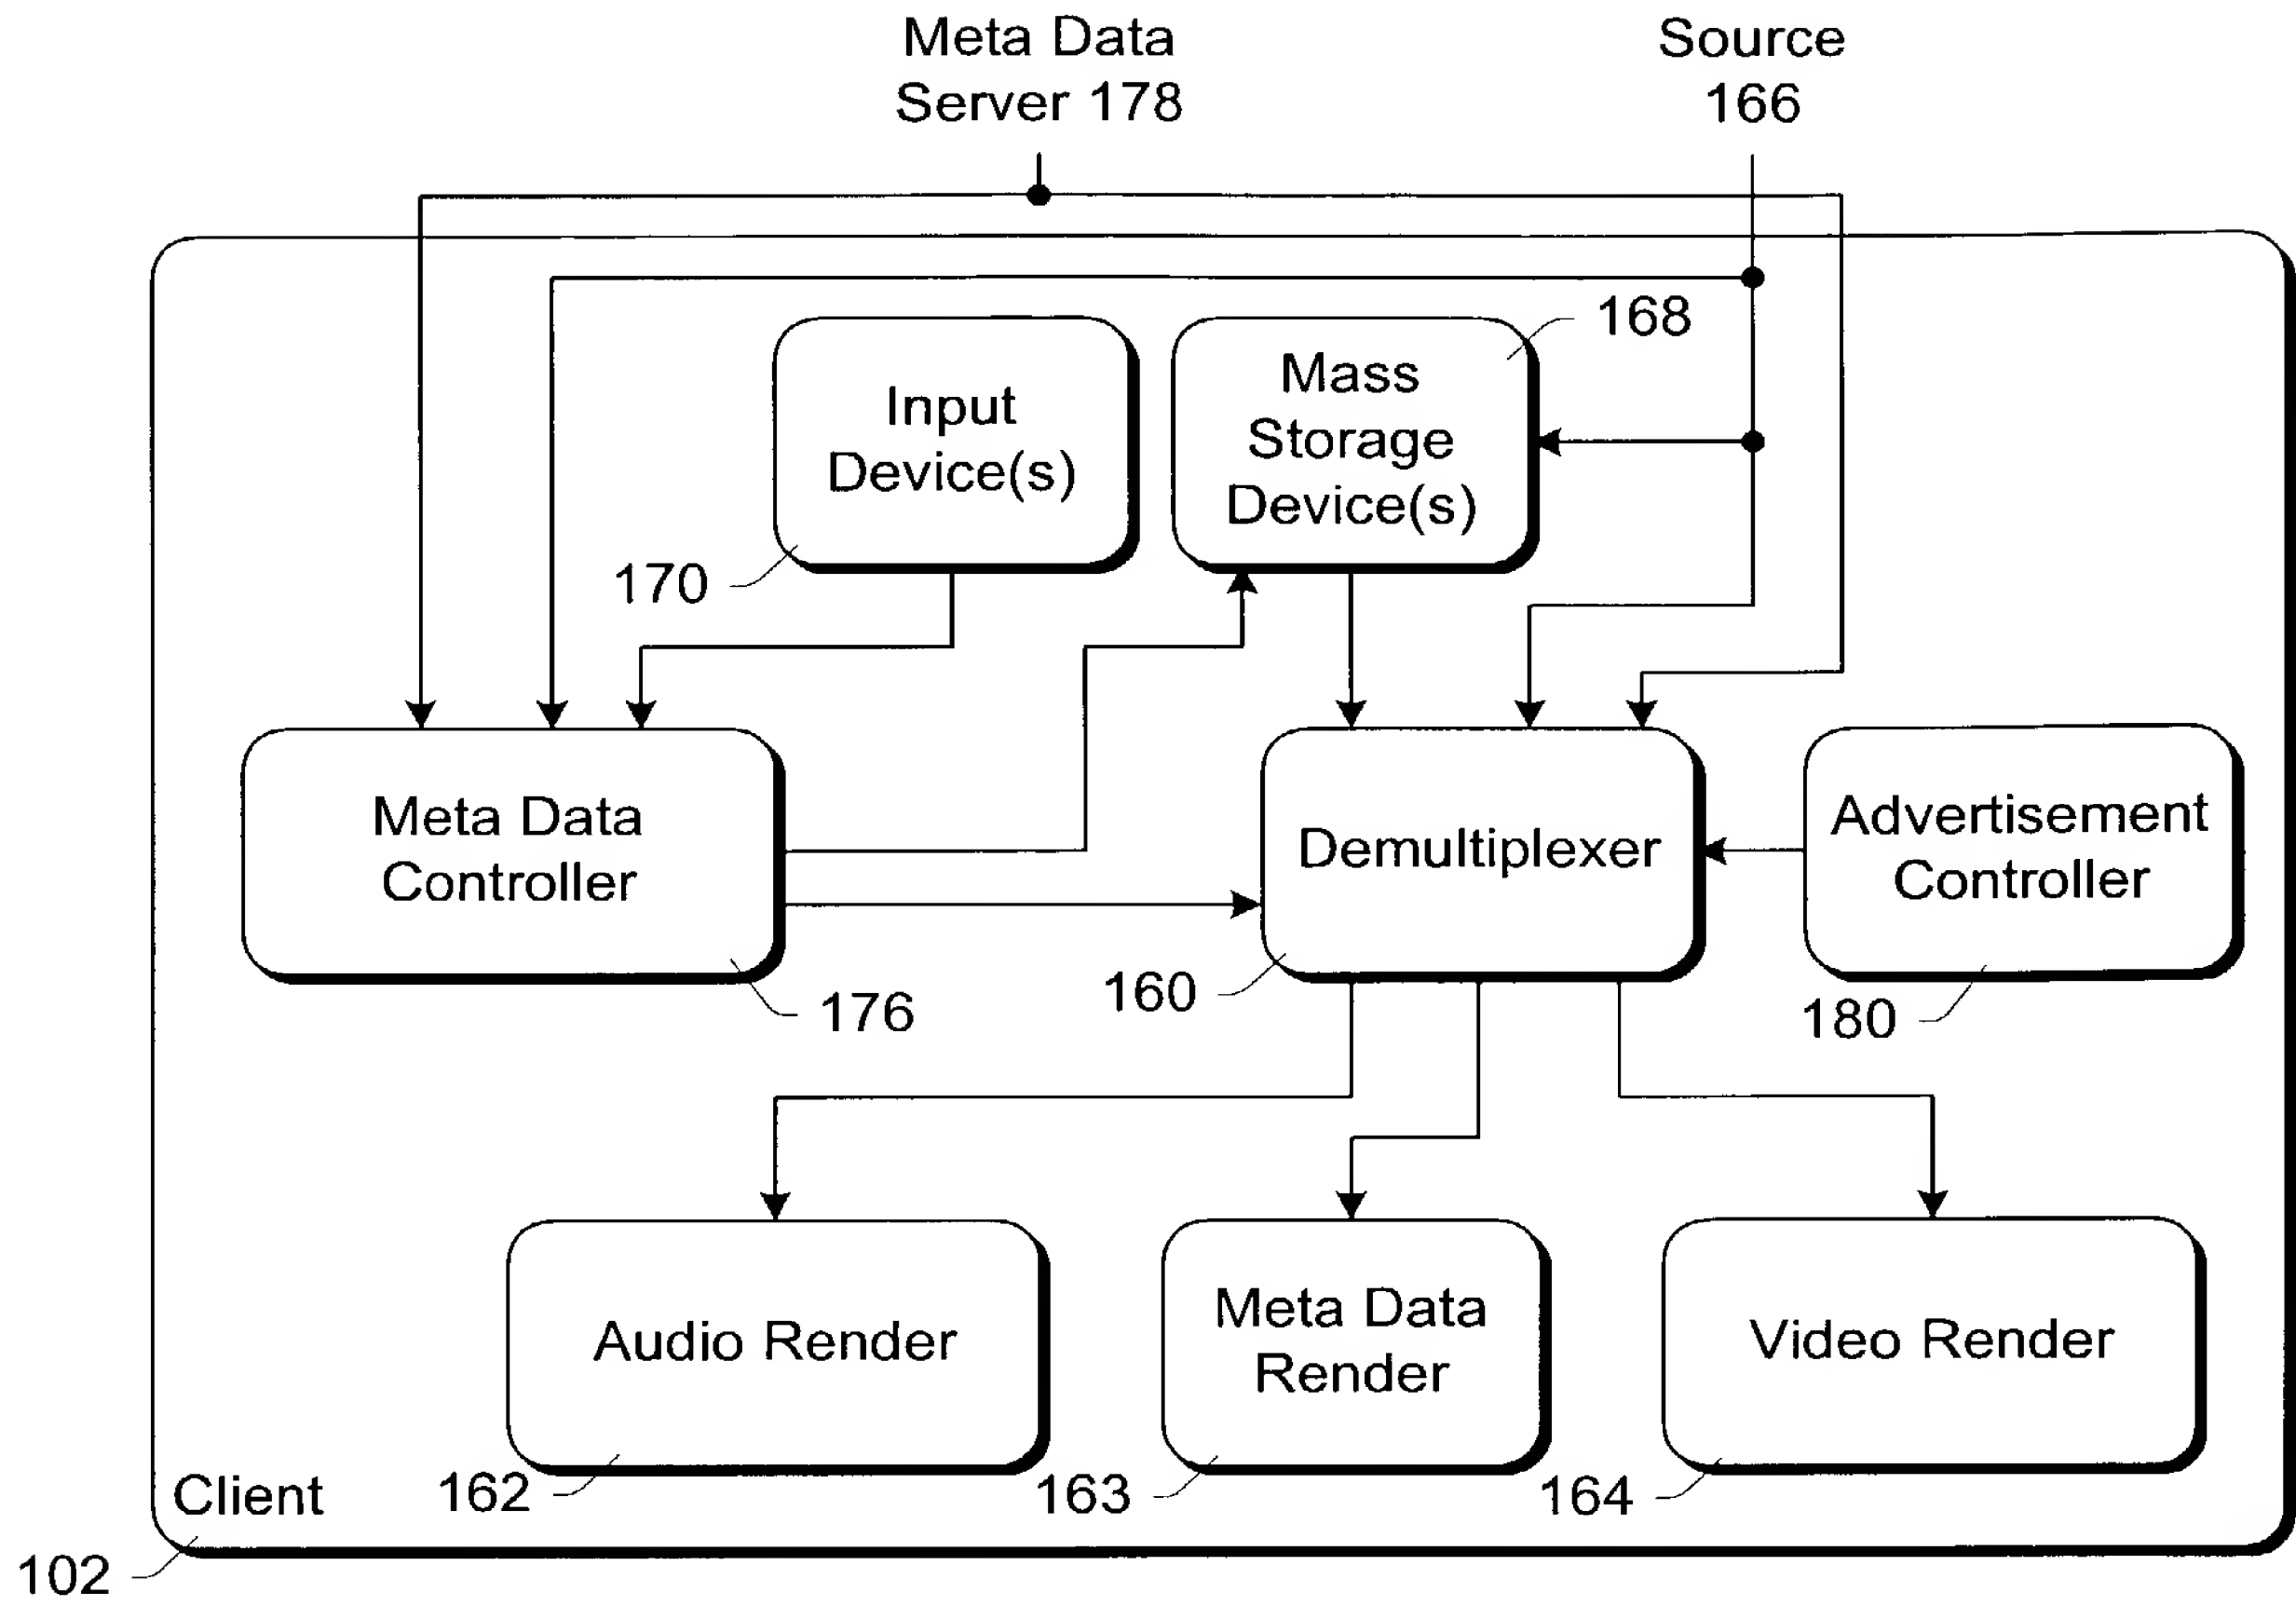 Meta Data
Server 178
Source
166
168
Input
Device(s)
Mass
Storage
Device(s)
170
Meta Data
Controller
Demultiplexer
Advertisement
Controller
176
160
180
Audio Render
Meta Data
Render
Video Render
Client
162
163
164
102